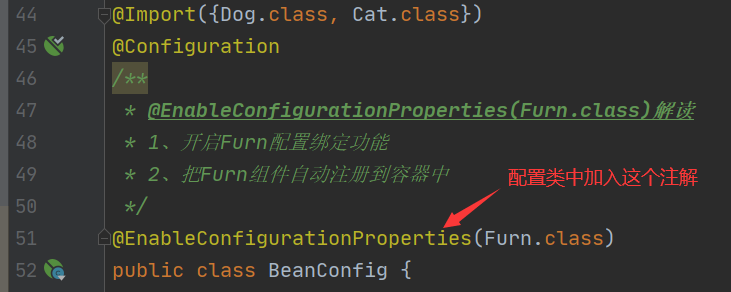 44 @Import({Dog.class, Cat.class})
45 @Configuration
46 /**
47 * @EnableConfigurationProperties(Furn.class)解读
48 * 1、开启Furn配置绑定功能
49 * 2、把Furn组件自动注册到容器中
配置类中加入这个注解
50 */
51 @EnableConfigurationProperties(Furn.class)
52 public class BeanConfig {